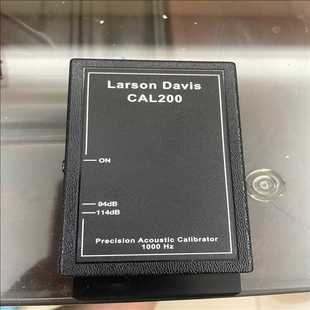 Larson Davis
CAL200
ON
94dB
114dB
Precision Acoustic Calibrator
1000 Hz